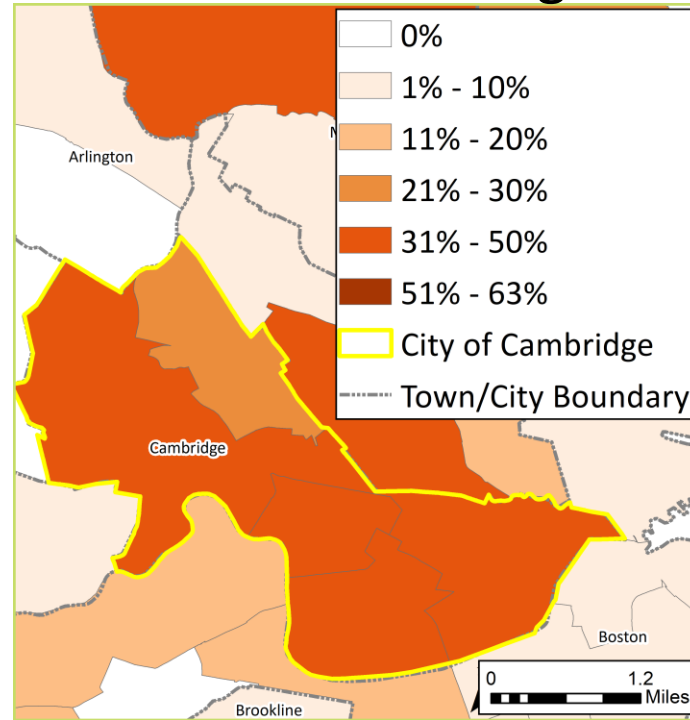 0%
1% - 10%
11% - 20%
21% - 30%
31% - 50%
51% - 63%
City of Cambridge
Town/City Boundary
Arlington
Cambridge
Boston
Brookline
0 1.2
Miles